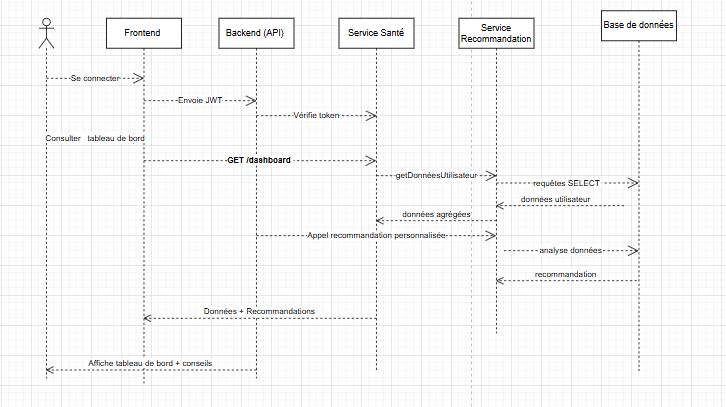 Frontend
Backend (API)
Service Santé
Service
Recommandation
Base de données
Se connecter
Envoie JWT
Vérifie token
Consulter tableau de bord
GET /dashboard
getDonnéesUtilisateur
requêtes SELECT
données utilisateur
données agrégées
Appel recommandation personnalisée
analyse données
recommandation
Données + Recommandations
Affiche tableau de bord + conseils